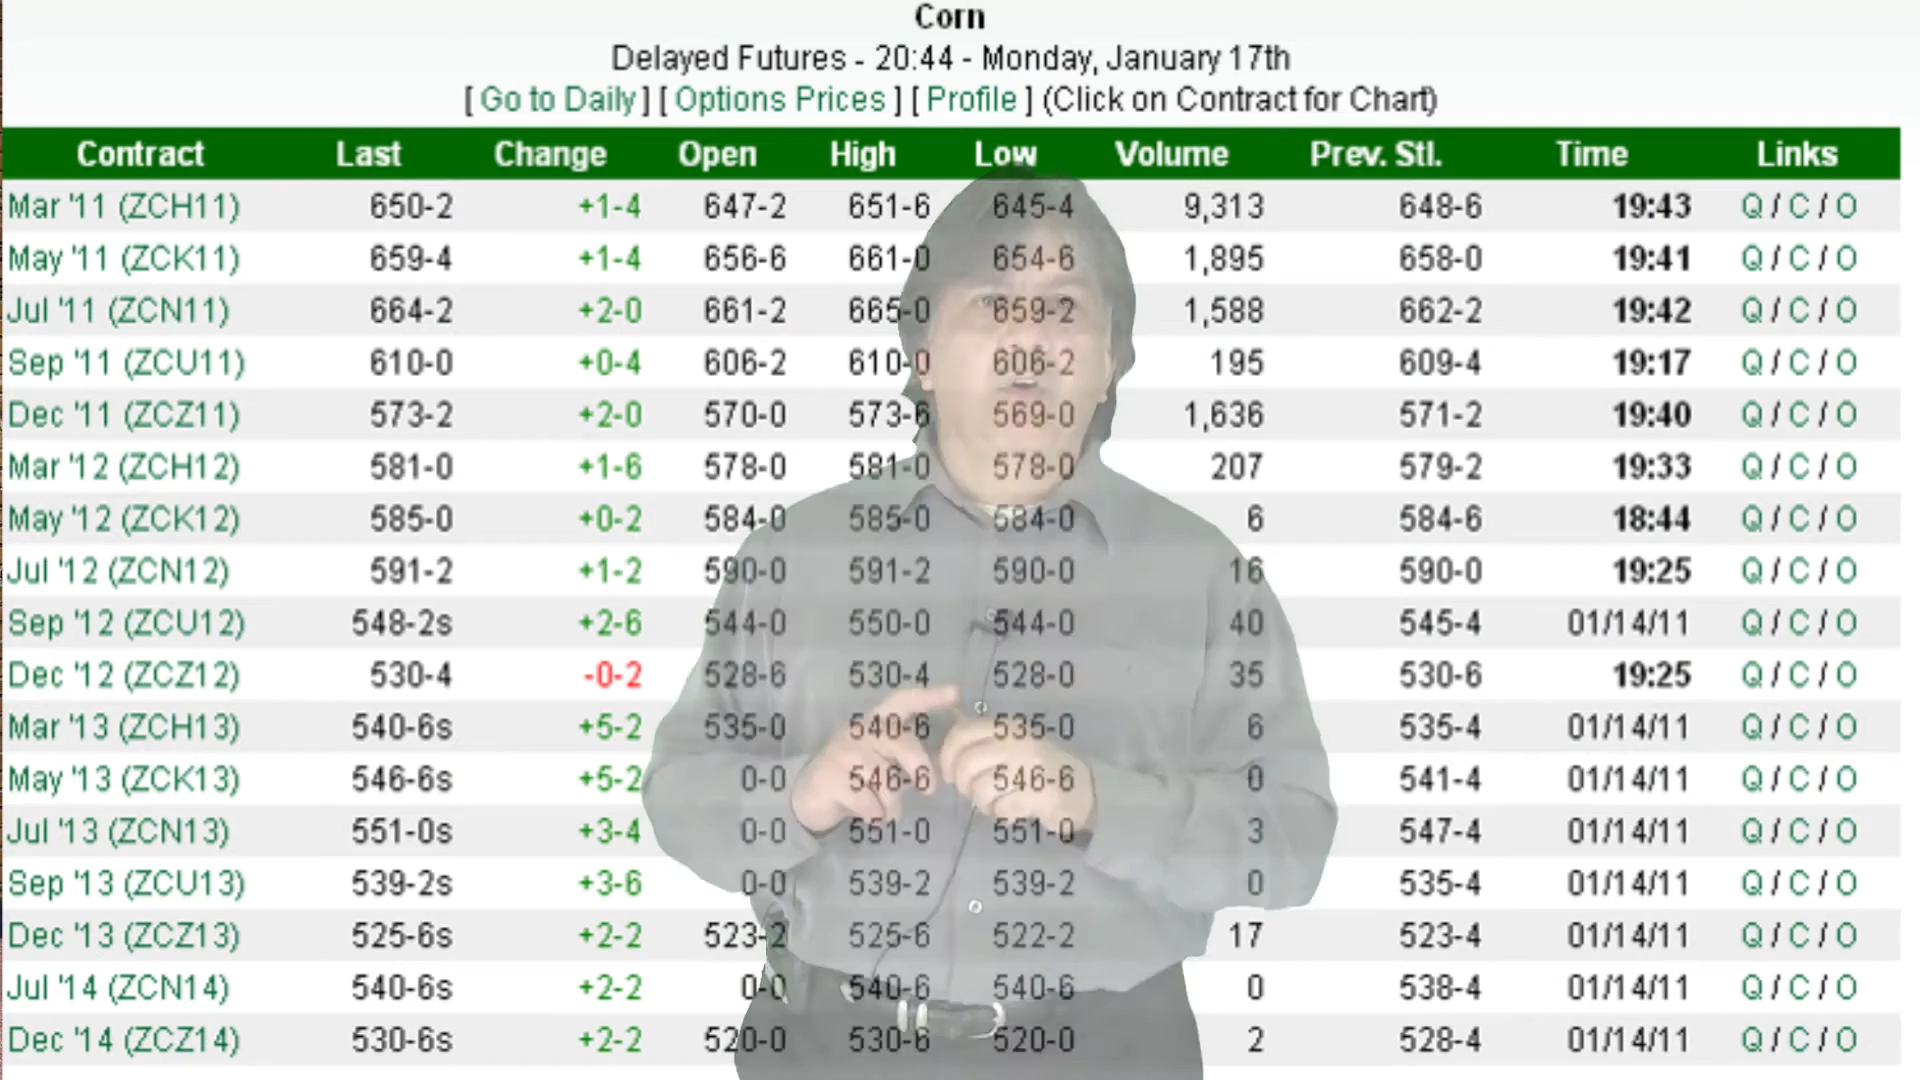 Corn
Delayed Futures - 20:44 - Monday, January 17th
[ Go to Daily ] [ Options Prices ] [ Profile ] (Click on Contract for Chart)
Contract Last Change Open High Low Volume Prev. Stl. Time Links
Mar '11 (ZCH11) 650-2 +1-4 647-2 651-6 645-4 9,313 648-6 19:43 Q / C / O
May '11 (ZCK11) 659-4 +1-4 656-6 661-0 654-6 1,895 658-0 19:41 Q / C / O
Jul '11 (ZCN11) 664-2 +2-0 661-2 665-0 659-2 1,588 662-2 19:42 Q / C / O
Sep '11 (ZCU11) 610-0 +0-4 606-2 610-0 606-2 195 609-4 19:17 Q / C / O
Dec '11 (ZCZ11) 573-2 +2-0 570-0 573-6 569-0 1,636 571-2 19:40 Q / C / O
Mar '12 (ZCH12) 581-0 +1-6 578-0 581-0 578-0 207 579-2 19:33 Q / C / O
May '12 (ZCK12) 585-0 +0-2 584-0 585-0 584-0 6 584-6 18:44 Q / C / O
Jul '12 (ZCN12) 591-2 +1-2 590-0 591-2 590-0 16 590-0 19:25 Q / C / O
Sep '12 (ZCU12) 548-2s +2-6 544-0 550-0 544-0 40 545-4 01/14/11 Q / C / O
Dec '12 (ZCZ12) 530-4 -0-2 528-6 530-4 528-0 35 530-6 19:25 Q / C / O
Mar '13 (ZCH13) 540-6s +5-2 535-0 540-6 535-0 6 535-4 01/14/11 Q / C / O
May '13 (ZCK13) 546-6s +5-2 0-0 546-6 546-6 0 541-4 01/14/11 Q / C / O
Jul '13 (ZCN13) 551-0s +3-4 0-0 551-0 551-0 3 547-4 01/14/11 Q / C / O
Sep '13 (ZCU13) 539-2s +3-6 0-0 539-2 539-2 0 535-4 01/14/11 Q / C / O
Dec '13 (ZCZ13) 525-6s +2-2 523-2 525-6 522-2 17 523-4 01/14/11 Q / C / O
Jul '14 (ZCN14) 540-6s +2-2 0-0 540-6 540-6 0 538-4 01/14/11 Q / C / O
Dec '14 (ZCZ14) 530-6s +2-2 520-0 530-6 520-0 2 528-4 01/14/11 Q / C / O